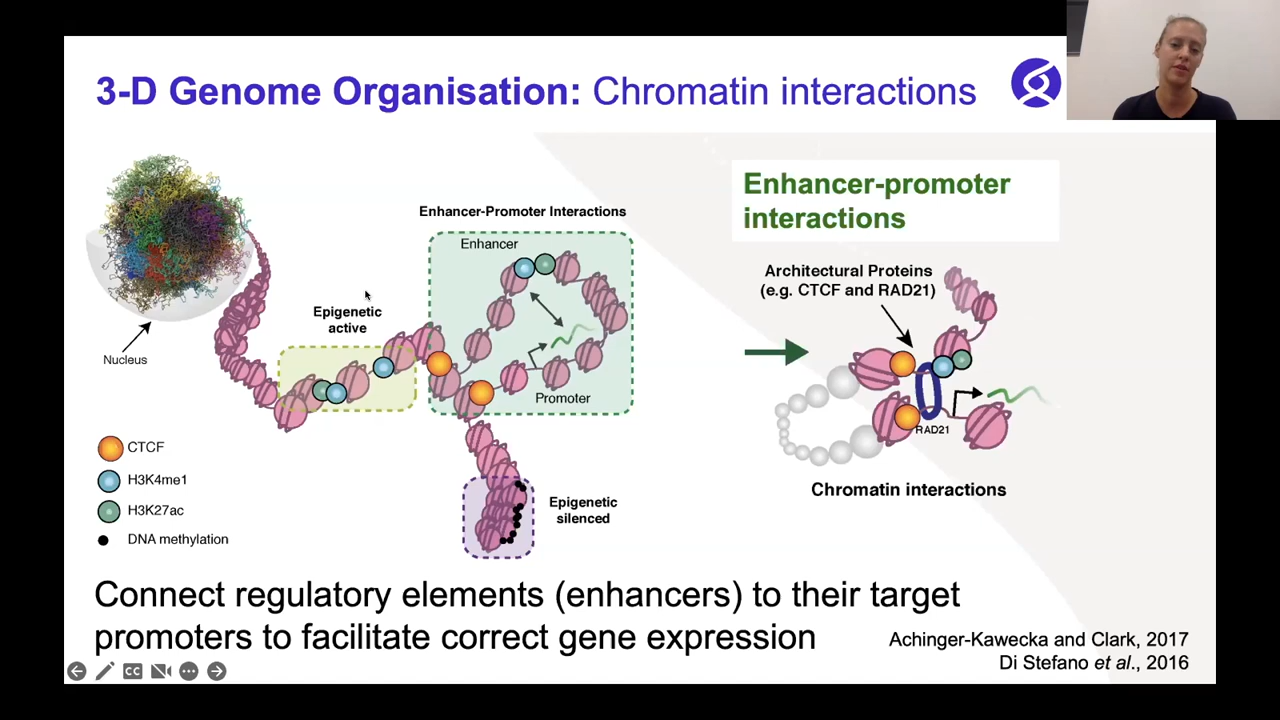 3-D Genome Organisation: Chromatin interactions
Enhancer-promoter
interactions
Enhancer-Promoter Interactions
Enhancer
Epigenetic
active
Nucleus
Promoter
Architectural Proteins
(e.g. CTCF and RAD21)
RAD21
Chromatin interactions
CTCF
H3K4me1
H3K27ac
DNA methylation
Epigenetic
silenced
Connect regulatory elements (enhancers) to their target
promoters to facilitate correct gene expression
Achinger-Kawecka and Clark, 2017
Di Stefano et al., 2016
CC